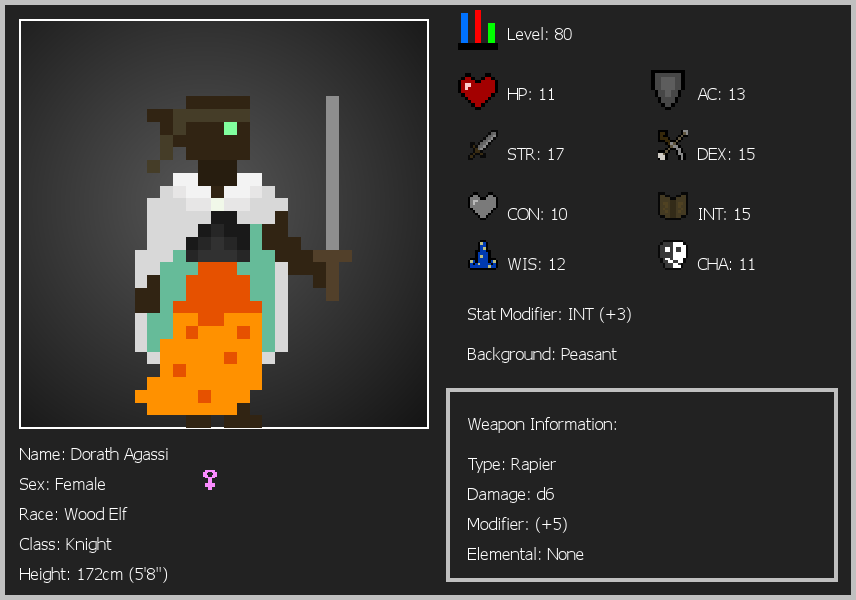 Level: 80
HP: 11
AC: 13
STR: 17
DEX: 15
CON: 10
INT: 15
WIS: 12
CHA: 11
Stat Modifier: INT (+3)
Background: Peasant
Weapon Information:
Type: Rapier
Damage: d6
Modifier: (+5)
Elemental: None
Name: Dorath Agassi
Sex: Female
Race: Wood Elf
Class: Knight
Height: 172cm (5'8")